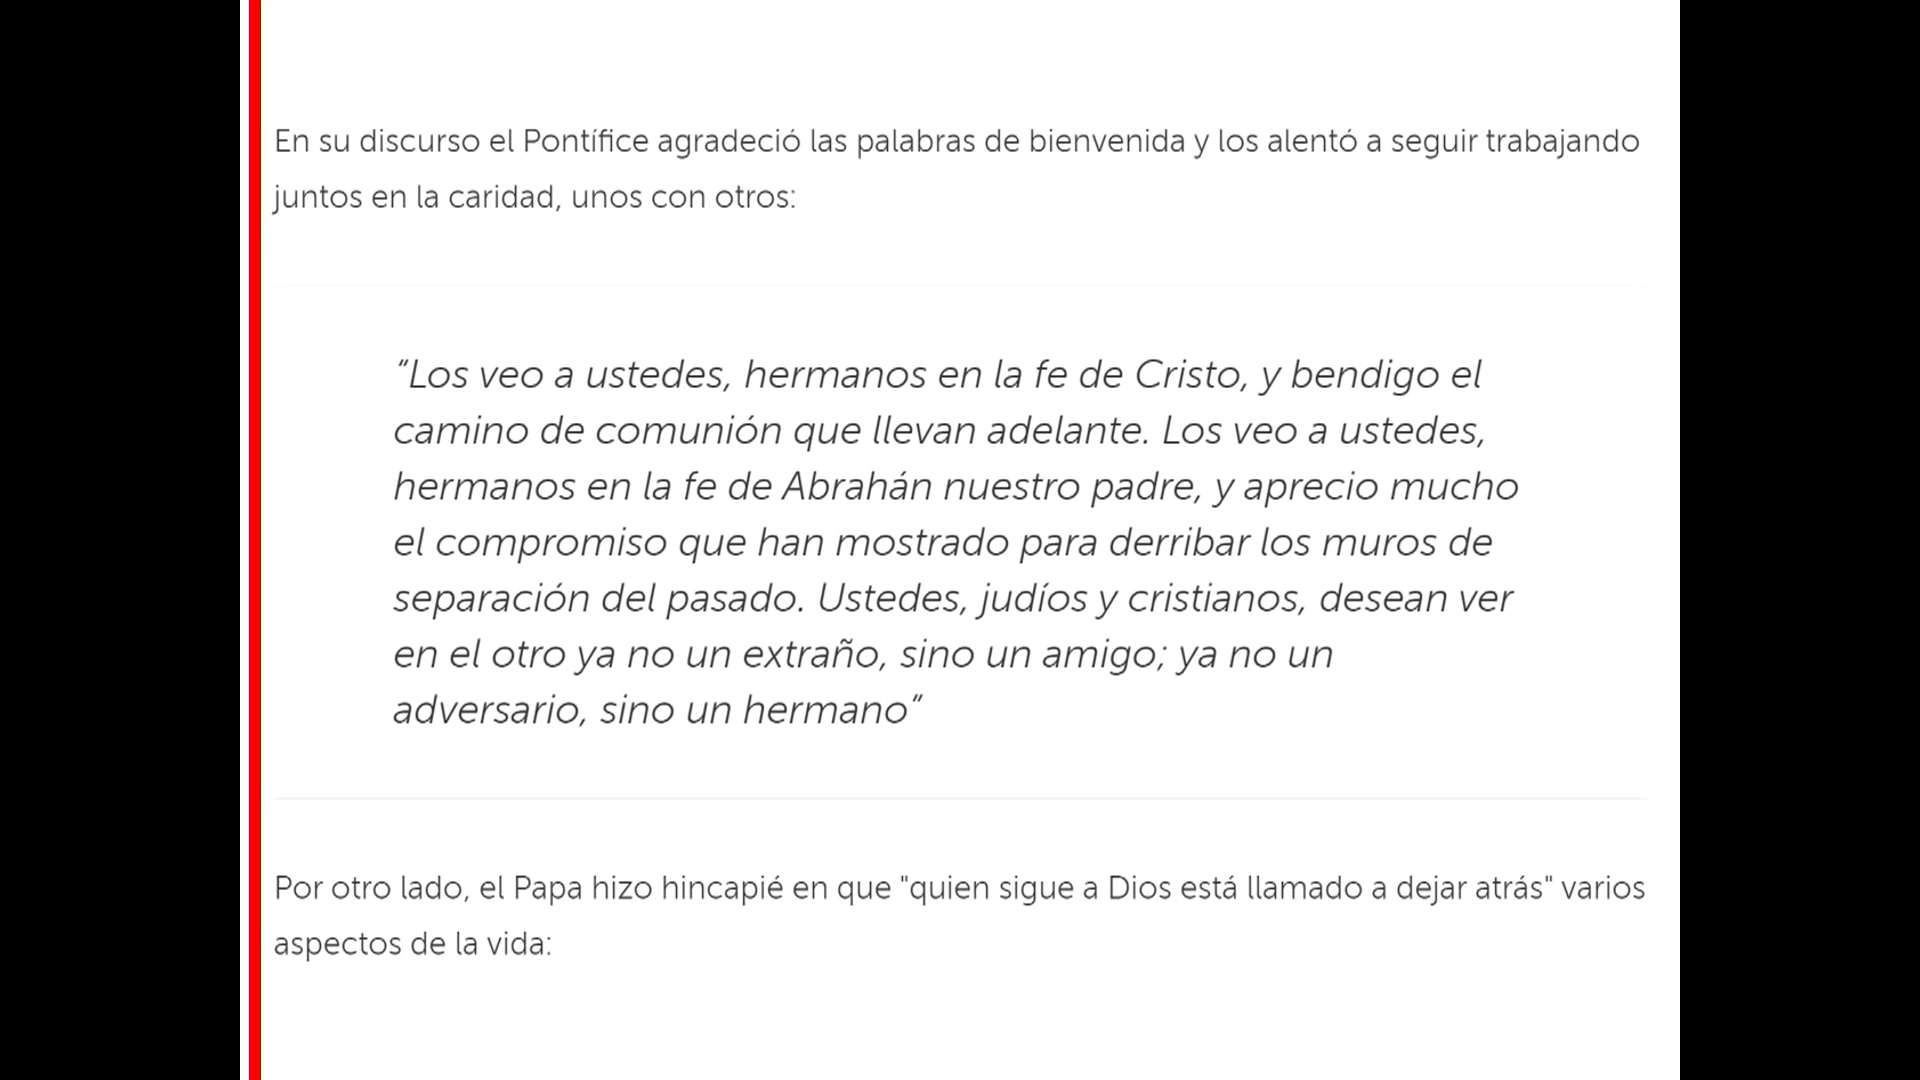 En su discurso el Pontífice agradeció las palabras de bienvenida y los alentó a seguir trabajando
juntos en la caridad, unos con otros:
“Los veo a ustedes, hermanos en la fe de Cristo, y bendigo el
camino de comunión que llevan adelante. Los veo a ustedes,
hermanos en la fe de Abrahán nuestro padre, y aprecio mucho
el compromiso que han mostrado para derribar los muros de
separación del pasado. Ustedes, judíos y cristianos, desean ver
en el otro ya no un extraño, sino un amigo; ya no un
adversario, sino un hermano”
Por otro lado, el Papa hizo hincapié en que "quien sigue a Dios está llamado a dejar atrás" varios
aspectos de la vida: